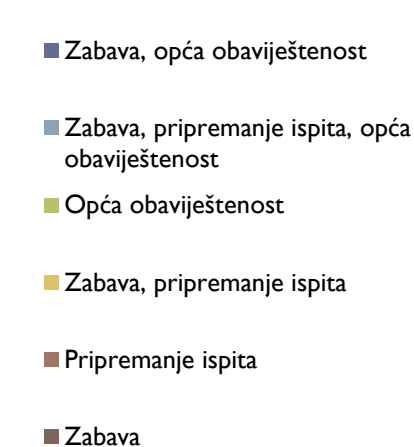 Zabava, opća obaviještenost
Zabava, pripremanje ispita, opća
obaviještenost
Opća obaviještenost
Zabava, pripremanje ispita
Pripremanje ispita
Zabava